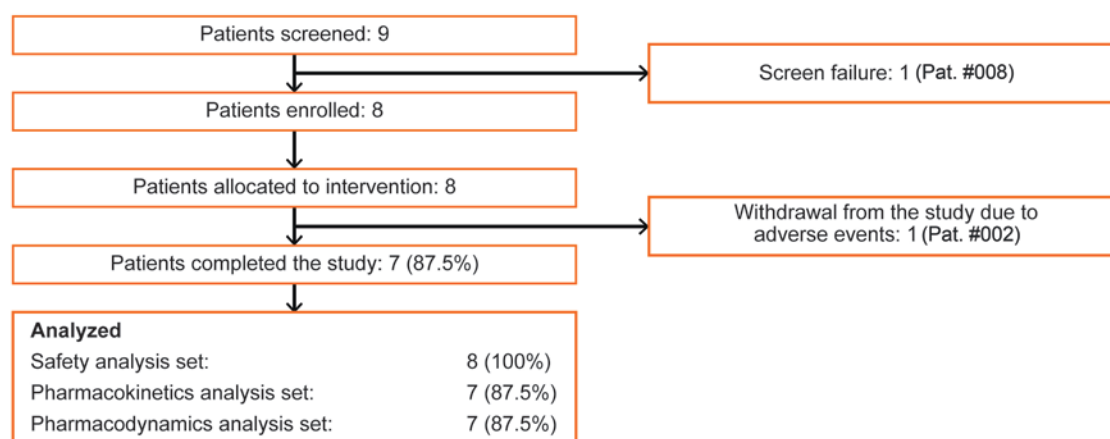 Patients screened: 9
Screen failure: 1 (Pat. #008)
Patients enrolled: 8
Patients allocated to intervention: 8
Withdrawal from the study due to
adverse events: 1 (Pat. #002)
Patients completed the study: 7 (87.5%)
Analyzed
Safety analysis set: 8 (100%)
Pharmacokinetics analysis set: 7 (87.5%)
Pharmacodynamics analysis set: 7 (87.5%)